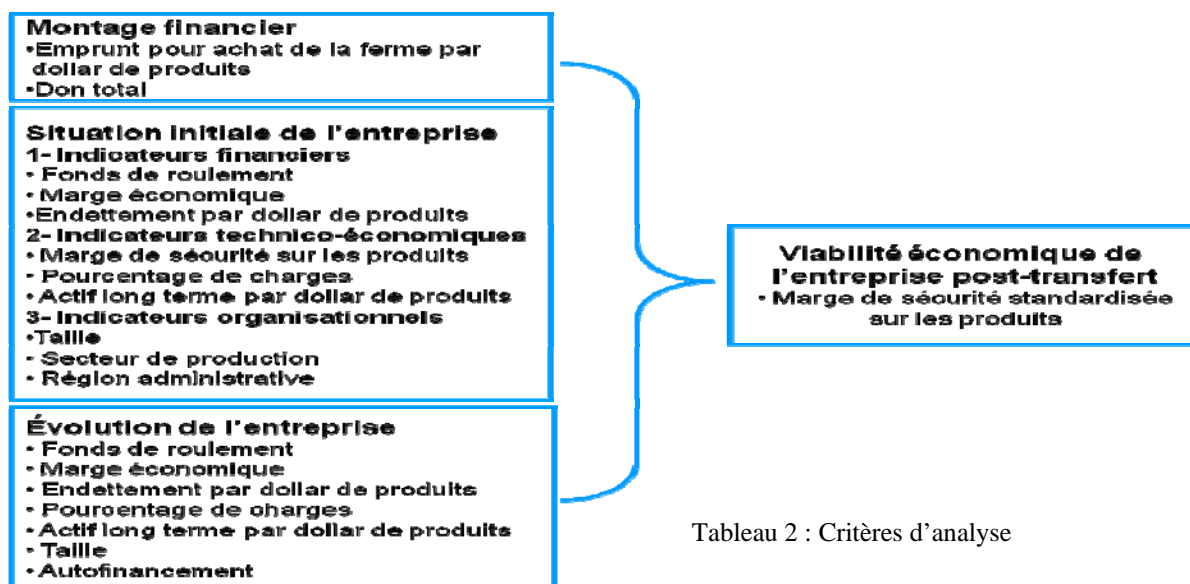 Montage financier
•Emprunt pour achat de la ferme par
dollar de produits
•Don total
Situation initiale de l'entreprise
1- Indicateurs financiers
• Fonds de roulement
• Marge économique
•Endettement par dollar de produits
2- Indicateurs technico-économiques
• Marge de sécurité sur les produits
• Pourcentage de charges
• Actif long terme par dollar de produits
3- Indicateurs organisationnels
•Taille
• Secteur de production
• Région administrative
Évolution de l'entreprise
• Fonds de roulement
• Marge économique
• Endettement par dollar de produits
• Pourcentage de charges
• Actif long terme par dollar de produits
• Taille
• Autofinancement
Viabilité économique de
l'entreprise post-transfert
• Marge de sécurité standardisée
sur les produits
Tableau 2 : Critères d'analyse